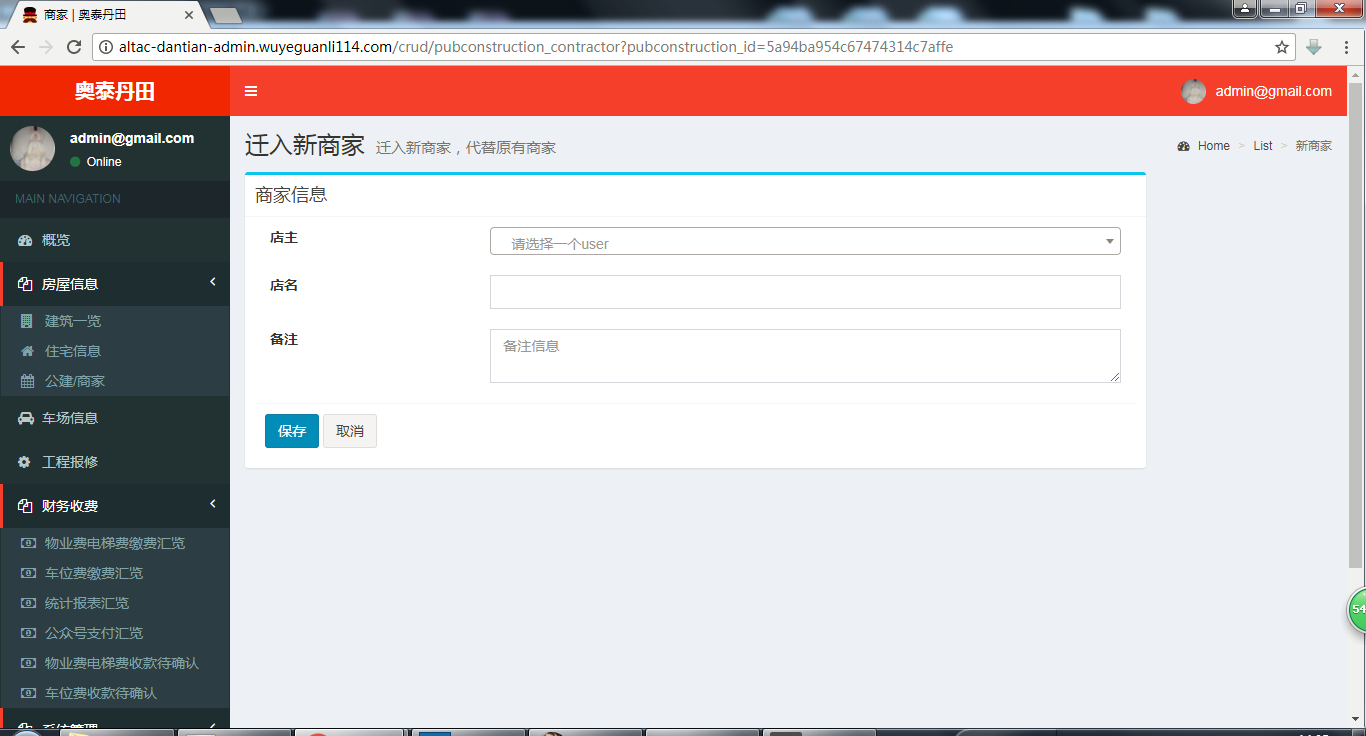 商家 | 奥泰丹田
altac-dantian-admin.wuyeguanli114.com/crud/pubconstruction_contractor?pubconstruction_id=5a94ba954c67474314c7affe
奥泰丹田
admin@gmail.com
admin@gmail.com
Online
MAIN NAVIGATION
概览
房屋信息
建筑一览
住宅信息
公建/商家
车场信息
工程报修
财务收费
物业费电梯费缴费汇览
车位费缴费汇览
统计报表汇览
公众号支付汇览
物业费电梯费收款待确认
车位费收款待确认
系统管理
迁入新商家 迁入新商家，代替原有商家
Home > List > 新商家
商家信息
店主
请选择一个user
店名
备注
备注信息
保存 取消
54